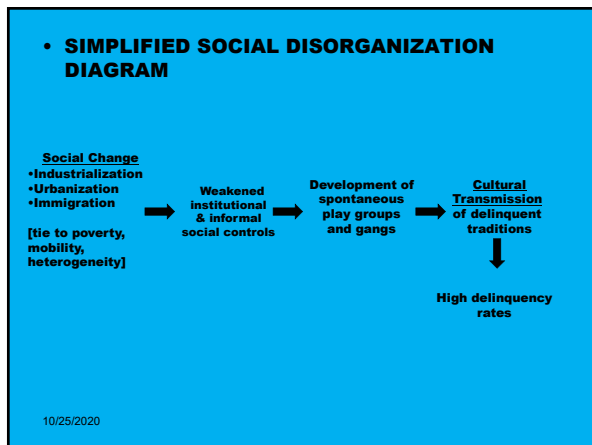 • SIMPLIFIED SOCIAL DISORGANIZATION
DIAGRAM
Social Change
•Industrialization
•Urbanization
•Immigration
[tie to poverty,
mobility,
heterogeneity]
Weakened
institutional
& informal
social controls
Development of
spontaneous
play groups
and gangs
Cultural
Transmission
of delinquent
traditions
High delinquency
rates
10/25/2020